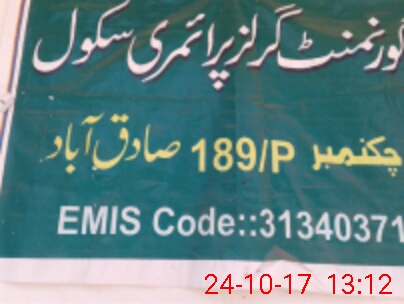 گورنمنٹ گرلز پرائمری سکول
چکنمبر 189/P صادق آباد
EMIS Code::31340371
24-10-17 13:12